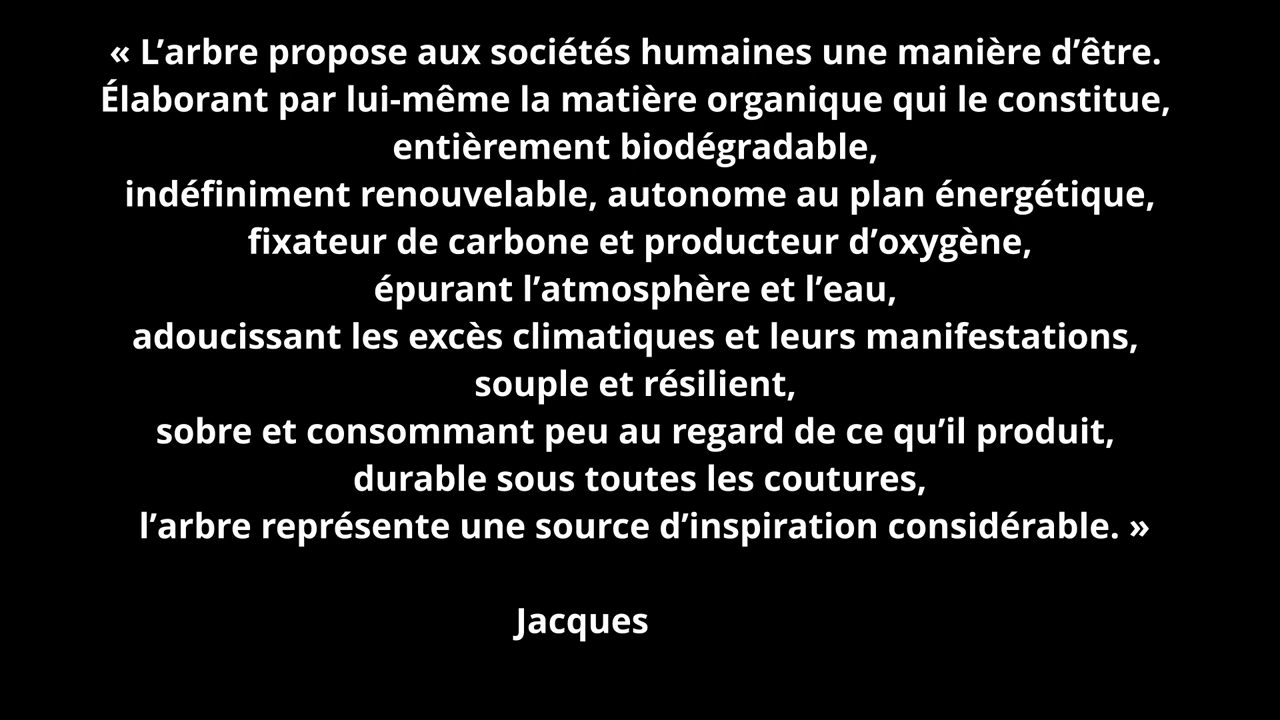 « L’arbre propose aux sociétés humaines une manière d’être.
Élaborant par lui-même la matière organique qui le constitue,
entièrement biodégradable,
indéfiniment renouvelable, autonome au plan énergétique,
fixateur de carbone et producteur d’oxygène,
épurant l’atmosphère et l’eau,
adoucissant les excès climatiques et leurs manifestations,
souple et résilient,
sobre et consommant peu au regard de ce qu’il produit,
durable sous toutes les coutures,
l’arbre représente une source d’inspiration considérable. »
Jacques